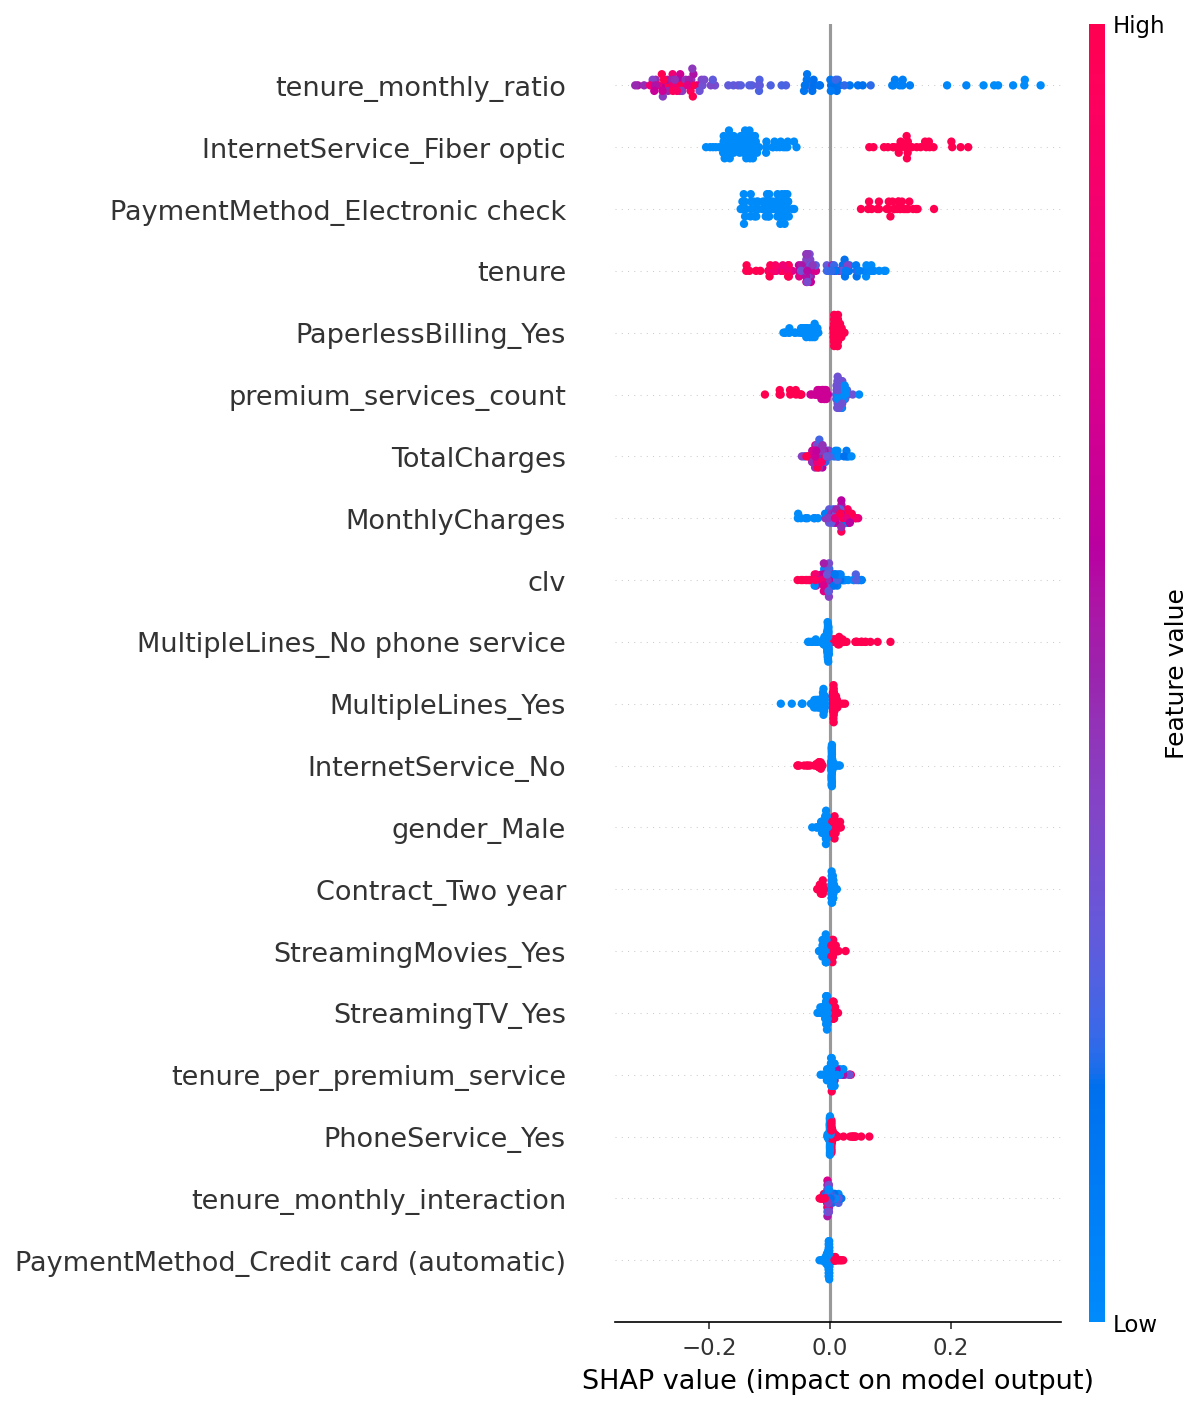 High
tenure_monthly_ratio
InternetService_Fiber optic
PaymentMethod_Electronic check
tenure
PaperlessBilling_Yes
premium_services_count
TotalCharges
MonthlyCharges
clv
MultipleLines_No phone service
MultipleLines_Yes
InternetService_No
gender_Male
Contract_Two year
StreamingMovies_Yes
StreamingTV_Yes
tenure_per_premium_service
PhoneService_Yes
tenure_monthly_interaction
PaymentMethod_Credit card (automatic)
Feature value
Low
−0.2 0.0 0.2
SHAP value (impact on model output)